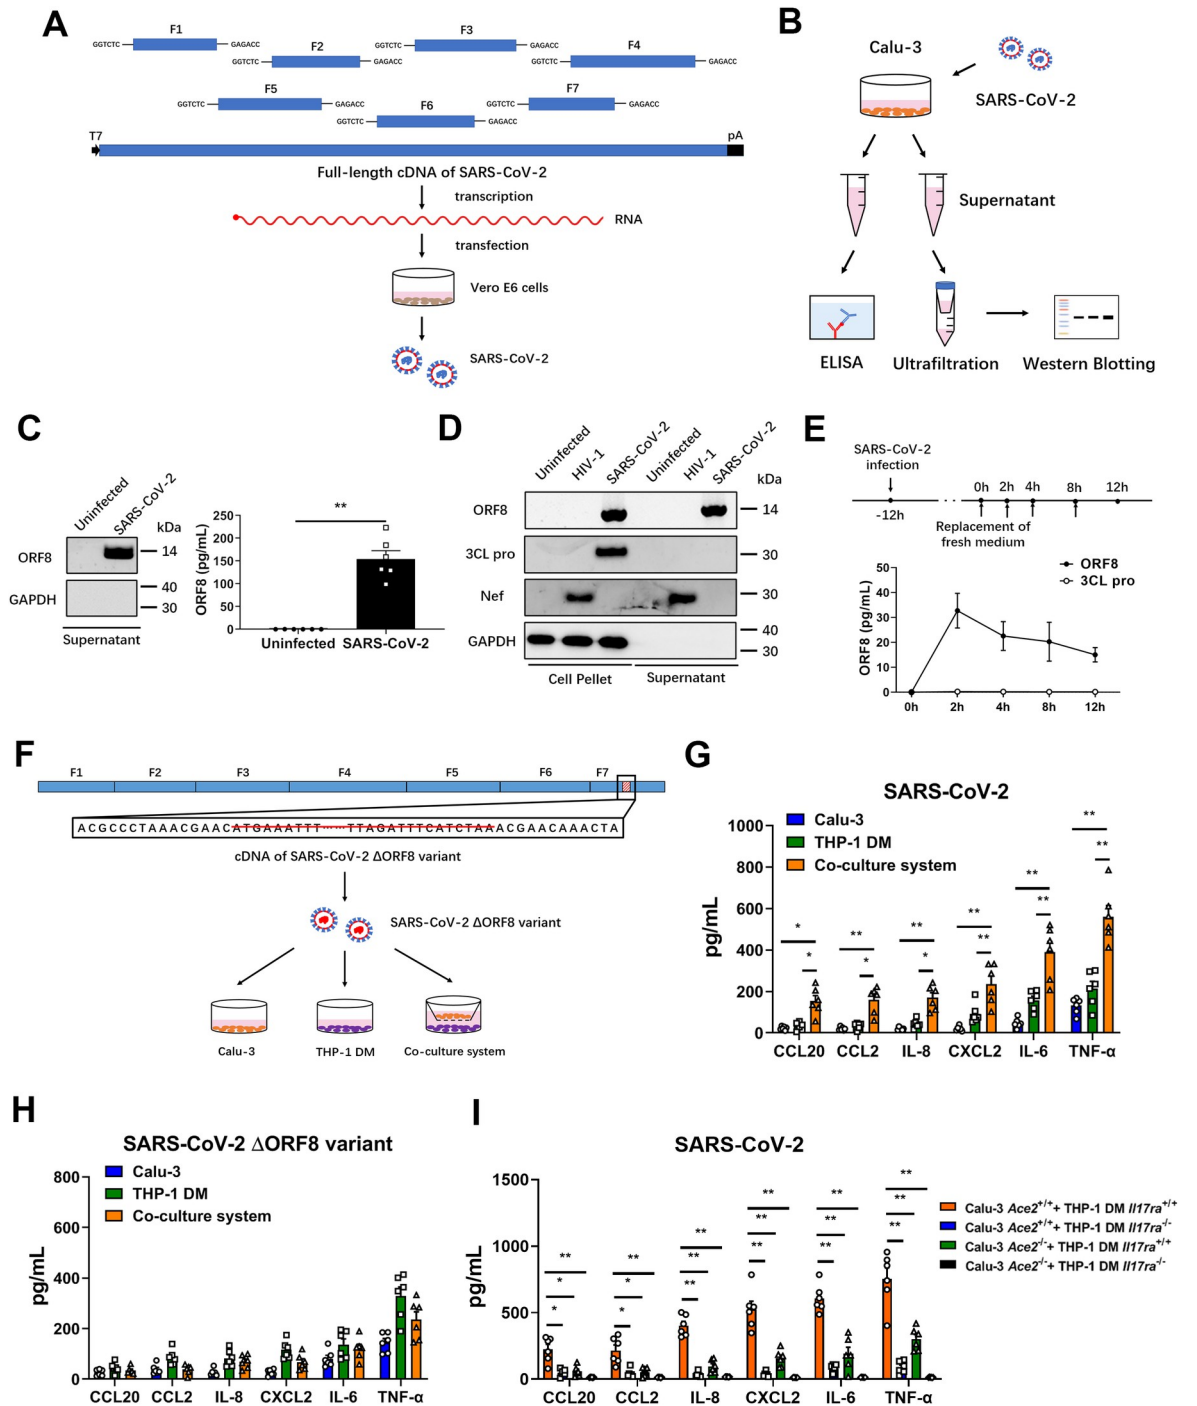 A
F1
F2
F3
F4
GGTCTC
GAGACC
GGTCTC
GAGACC
GGTCTC
GAGACC
GGTCTC
GAGACC
F5
F6
F7
GGTCTC
GAGACC
GGTCTC
GAGACC
GGTCTC
GAGACC
T7
pA
Full-length cDNA of SARS-CoV-2
transcription
RNA
transfection
Vero E6 cells
SARS-CoV-2
B
Calu-3
SARS-CoV-2
Supernatant
ELISA
Ultrafiltration
Western Blotting
C
Uninfected
SARS-CoV-2
kDa
ORF8
14
GAPDH
40
30
Supernatant
ORF8 (pg/mL)
250
200
150
100
50
0
**
Uninfected
SARS-CoV-2
D
Uninfected
HIV-1
SARS-CoV-2
Uninfected
HIV-1
SARS-CoV-2
kDa
ORF8
14
3CL pro
30
Nef
30
GAPDH
40
30
Cell Pellet
Supernatant
E
SARS-CoV-2
infection
0h
2h
4h
8h
12h
-12h
Replacement of
fresh medium
ORF8
3CL pro
ORF8 (pg/mL)
50
40
30
20
10
0
0h
2h
4h
8h
12h
F
F1
F2
F3
F4
F5
F6
F7
ACGCCCTAAACGAACATGAAATTT······TTAGATTTCATCTAAACGAACAAACTA
cDNA of SARS-CoV-2 ΔORF8 variant
SARS-CoV-2 ΔORF8 variant
Calu-3
THP-1 DM
Co-culture system
G
SARS-CoV-2
Calu-3
THP-1 DM
Co-culture system
pg/mL
1000
800
600
400
200
0
*
*
**
*
**
*
**
**
**
**
**
**
CCL20
CCL2
IL-8
CXCL2
IL-6
TNF-α
H
SARS-CoV-2 ΔORF8 variant
Calu-3
THP-1 DM
Co-culture system
pg/mL
800
600
400
200
0
CCL20
CCL2
IL-8
CXCL2
IL-6
TNF-α
I
SARS-CoV-2
pg/mL
1500
1000
500
0
**
*
*
**
*
*
**
**
**
**
**
**
**
**
**
**
**
**
CCL20
CCL2
IL-8
CXCL2
IL-6
TNF-α
Calu-3 Ace2+/++ THP-1 DM Il17ra+/+
Calu-3 Ace2+/++ THP-1 DM Il17ra-/-
Calu-3 Ace2-/-+ THP-1 DM Il17ra+/+
Calu-3 Ace2-/-+ THP-1 DM Il17ra-/-